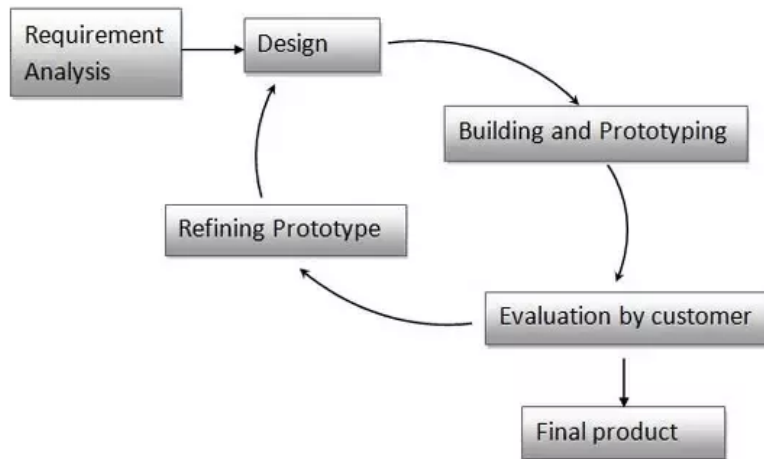 Requirement
Analysis
Design
Building and Prototyping
Refining Prototype
Evaluation by customer
Final product